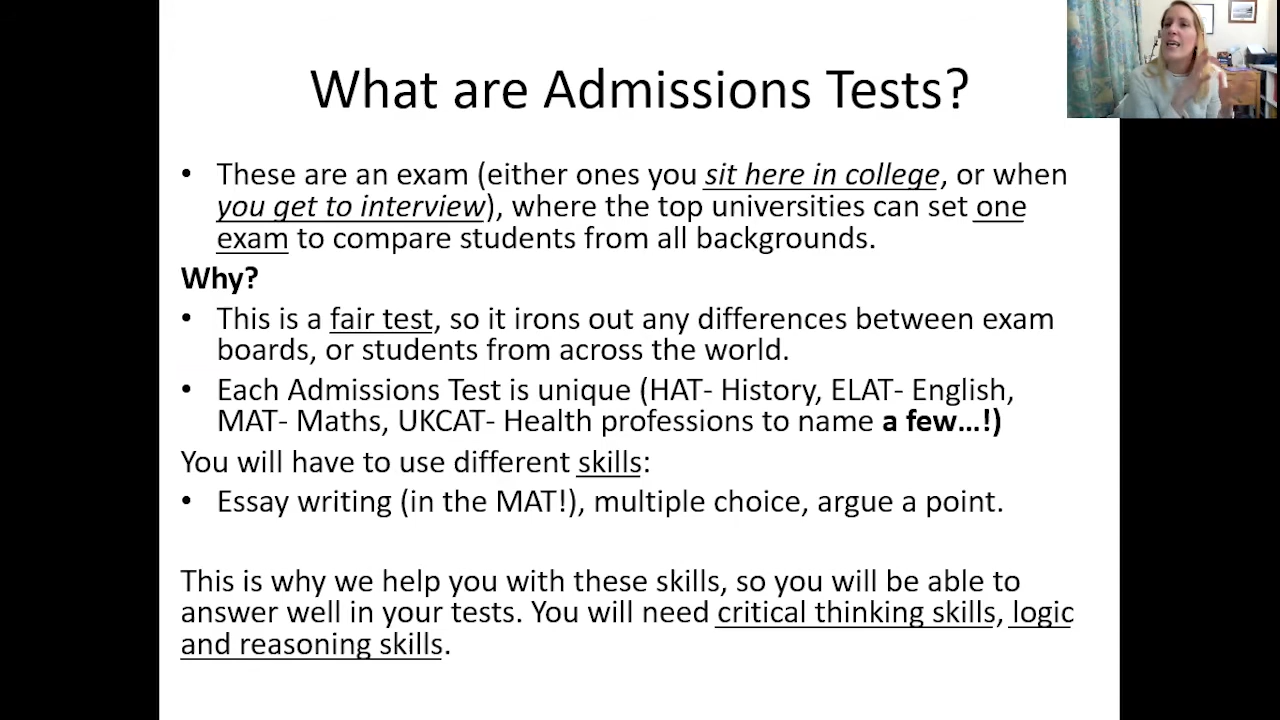 What are Admissions Tests?
• These are an exam (either ones you sit here in college, or when
you get to interview), where the top universities can set one
exam to compare students from all backgrounds.
Why?
• This is a fair test, so it irons out any differences between exam
boards, or students from across the world.
• Each Admissions Test is unique (HAT- History, ELAT- English,
MAT- Maths, UKCAT- Health professions to name a few...!)
You will have to use different skills:
• Essay writing (in the MAT!), multiple choice, argue a point.
This is why we help you with these skills, so you will be able to
answer well in your tests. You will need critical thinking skills, logic
and reasoning skills.